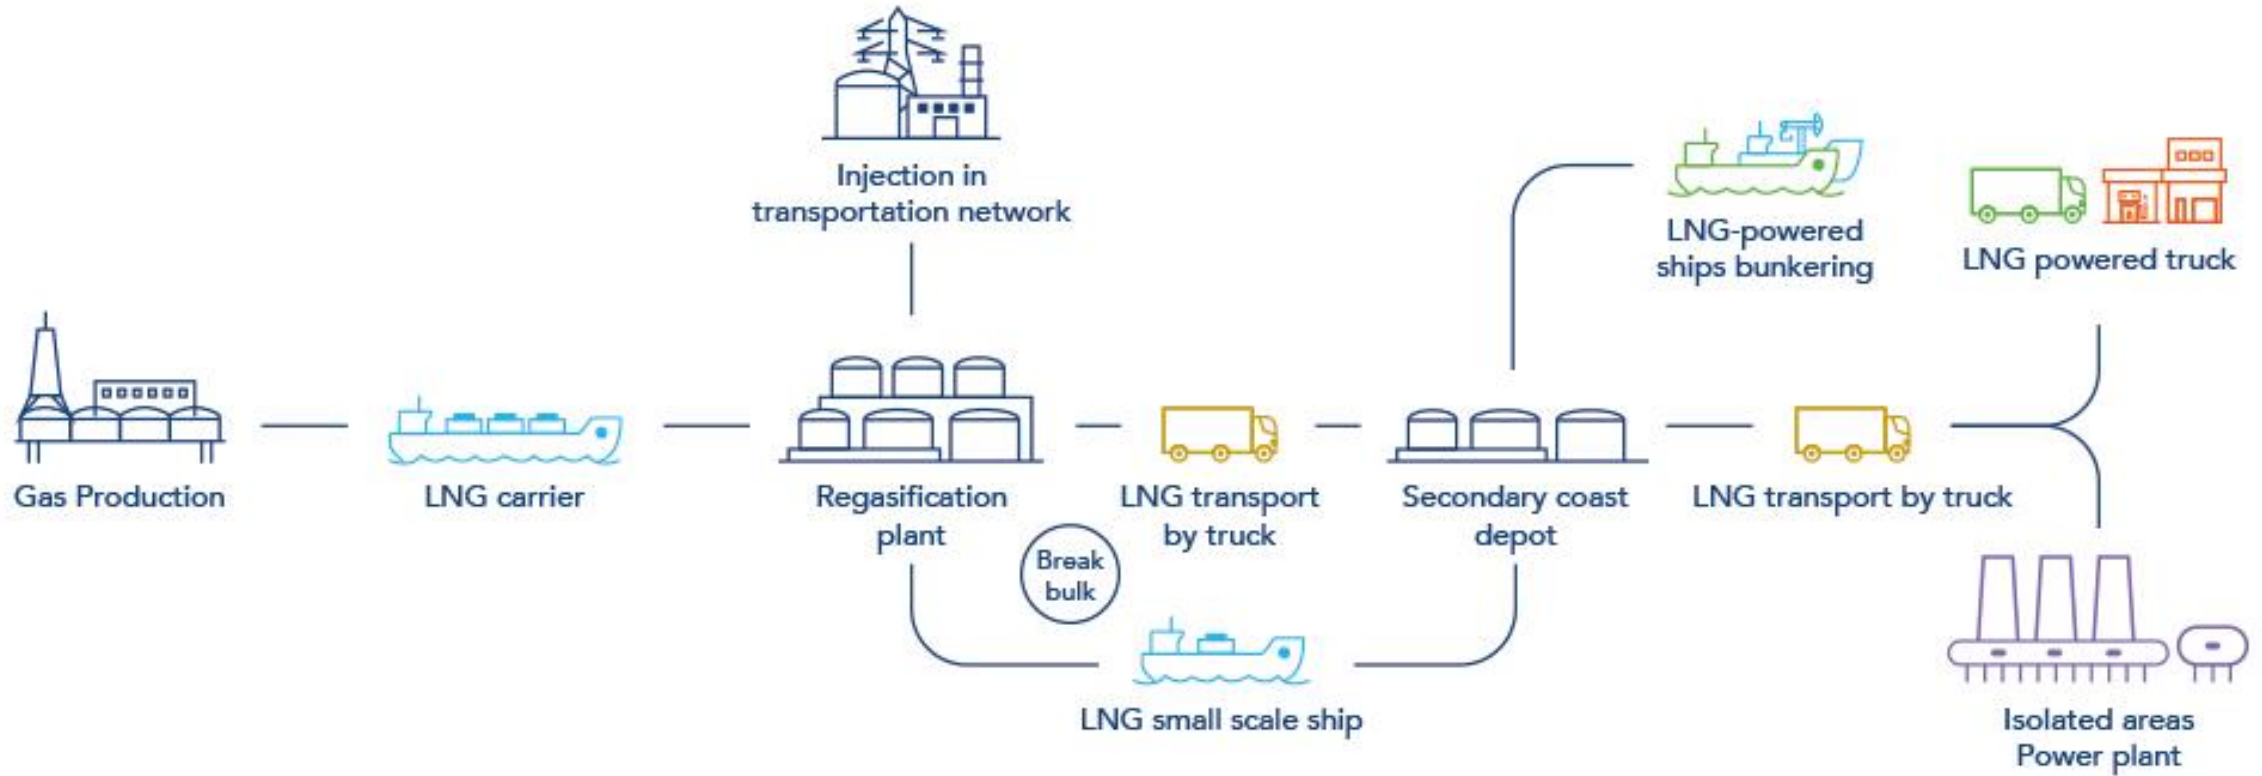 Injection in
transportation network
LNG-powered
ships bunkering
LNG powered truck
Gas Production
LNG carrier
Regasification
plant
LNG transport
by truck
Secondary coast
depot
LNG transport by truck
Break
bulk
LNG small scale ship
Isolated areas
Power plant